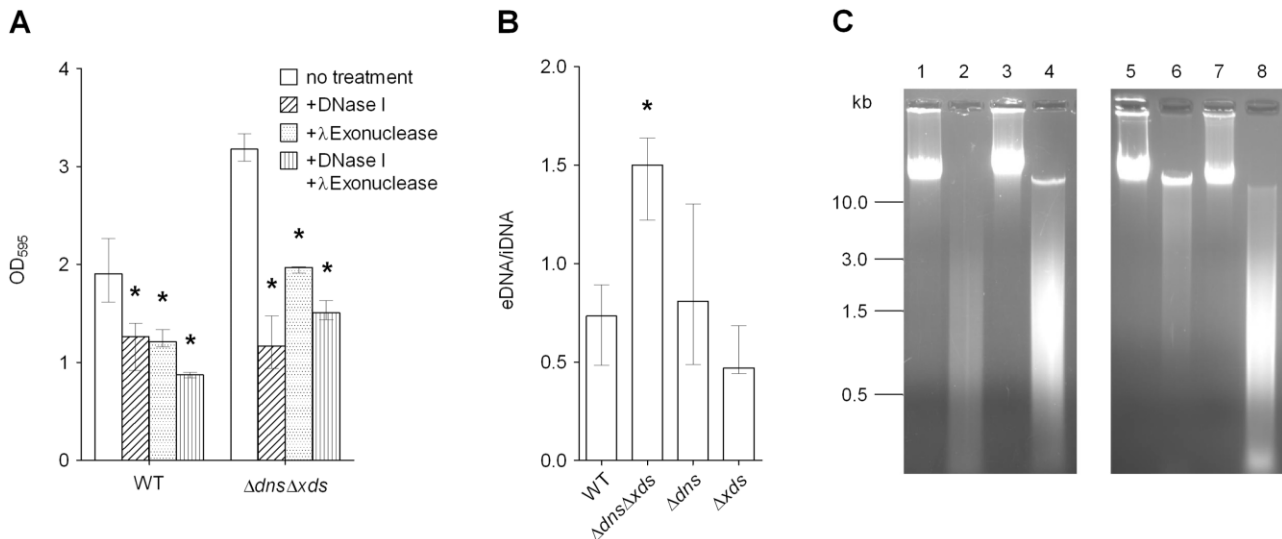 A
4
3
2
1
0
OD595
no treatment
+DNase I
+λExonuclease
+DNase I
+λExonuclease
*
*
*
*
*
*
WT
ΔdnsΔxds
B
2.0
1.5
1.0
0.5
0.0
eDNA/iDNA
*
WT
ΔdnsΔxds
Δdns
Δxds
C
1 2 3 4 5 6 7 8
kb
10.0
3.0
1.5
0.5